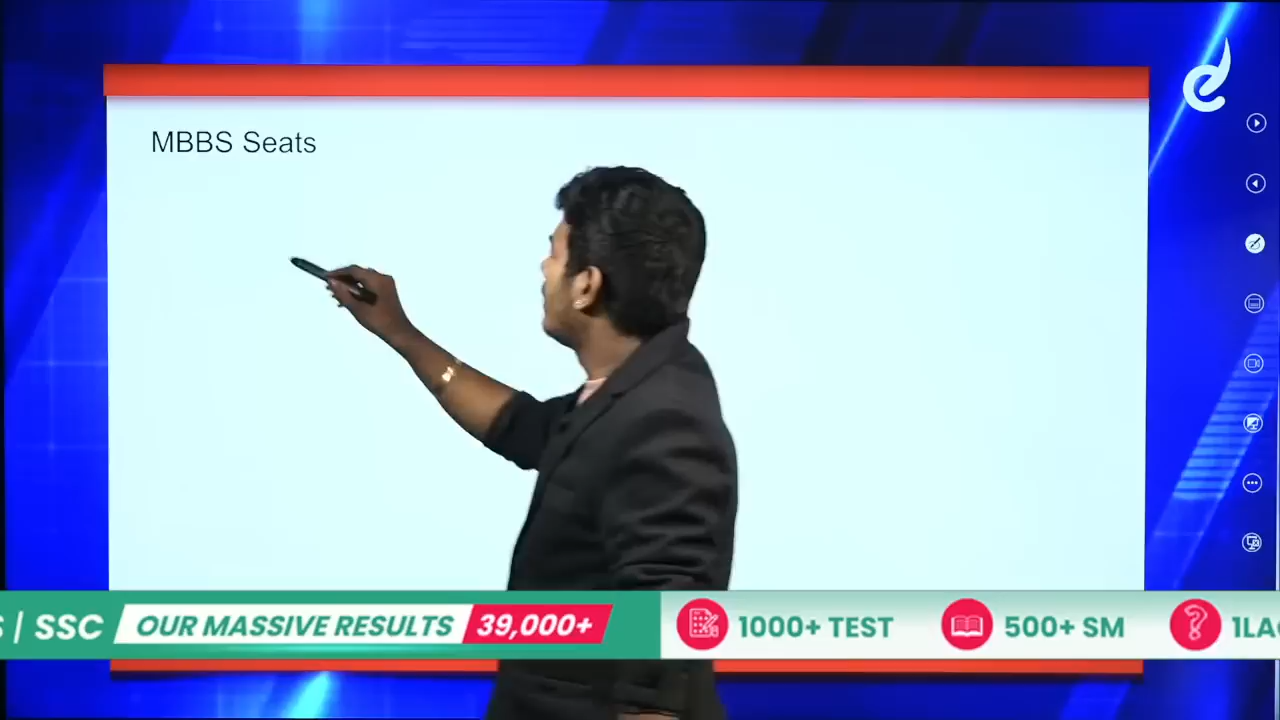 MBBS Seats
| SSC
OUR MASSIVE RESULTS
39,000+
1000+ TEST
500+ SM